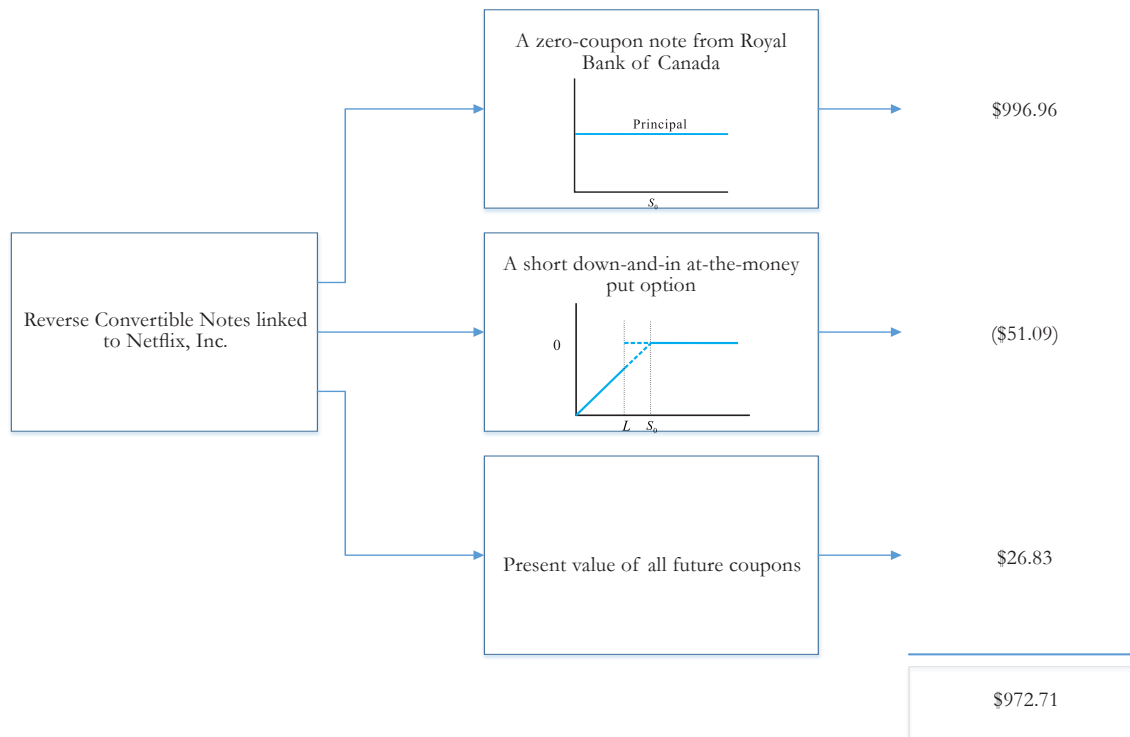 A zero-coupon note from Royal
Bank of Canada
Principal
S₀
$996.96
Reverse Convertible Notes linked
to Netflix, Inc.
A short down-and-in at-the-money
put option
0
L S₀
($51.09)
Present value of all future coupons
$26.83
$972.71